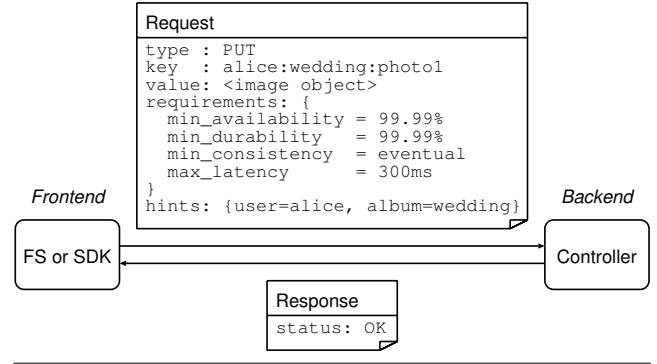 Request
type : PUT
key  : alice:wedding:photo1
value: <image object>
requirements: {
  min_availability = 99.99%
  min_durability   = 99.99%
  min_consistency  = eventual
  max_latency      = 300ms
}
hints: {user=alice, album=wedding}
Frontend
Backend
FS or SDK
Controller
Response
status: OK